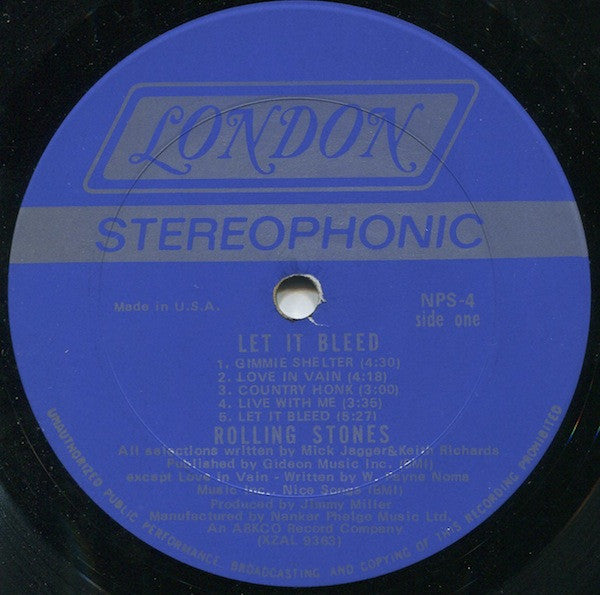 LONDON
STEREOPHONIC
Made in U.S.A.
NPS-4
side one
LET IT BLEED
1. GIMMIE SHELTER (4:30)
2. LOVE IN VAIN (4:18)
3. COUNTRY HONK (3:00)
4. LIVE WITH ME (3:35)
5. LET IT BLEED (5:27)
ROLLING STONES
All selections written by Mick Jagger&Keith Richards
Published by Gideon Music Inc. (BMI)
except Love in Vain - Written by W. Payne Noma
Music Inc. Nice Songs (BMI)
Produced by Jimmy Miller
Manufactured by Nanker Phelge Music Ltd.
An ABKCO Record Company
(XZAL 9363)
UNAUTHORIZED PUBLIC PERFORMANCE, BROADCASTING AND COPYING OF THIS RECORDING PROHIBITED